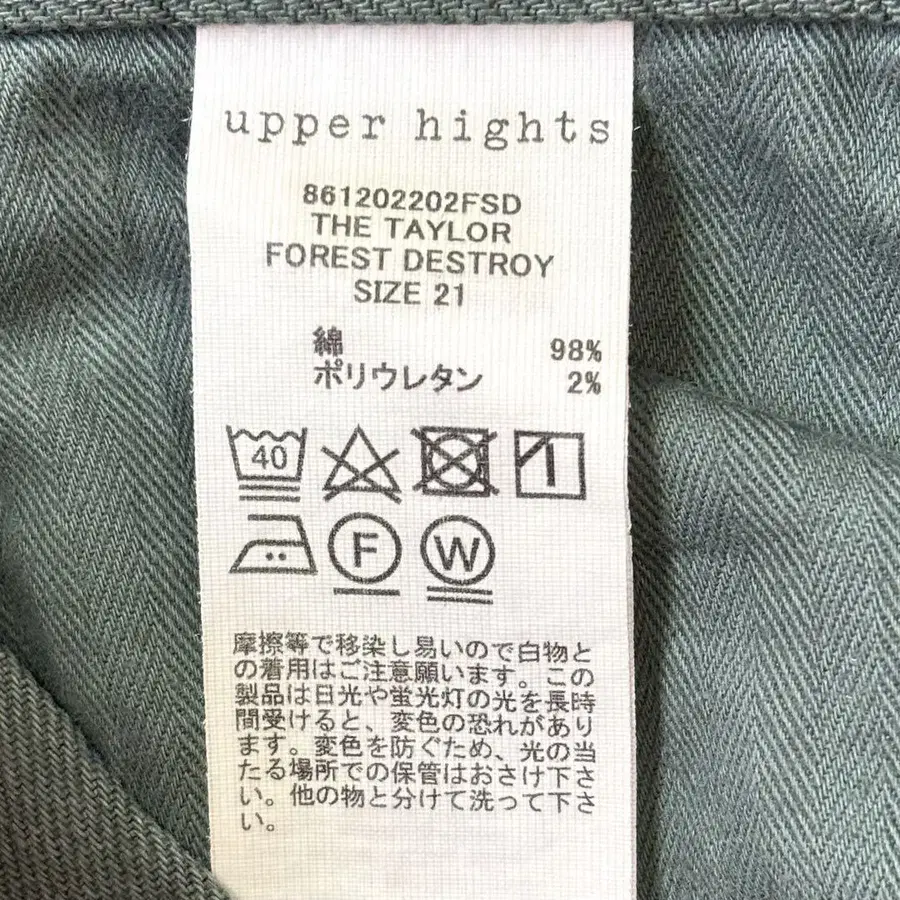 upper hights
861202202FSD
THE TAYLOR
FOREST DESTROY
SIZE 21
綿 98%
ポリウレタン 2%
40
F W
摩擦等で移染し易いので白物と
の着用はご注意願います。この
製品は日光や蛍光灯の光を長時
間受けると、変色の恐れがあり
ます。変色を防ぐため、光の当
たる場所での保管はおさけ下さ
い。他の物と分けて洗って下さ
い。